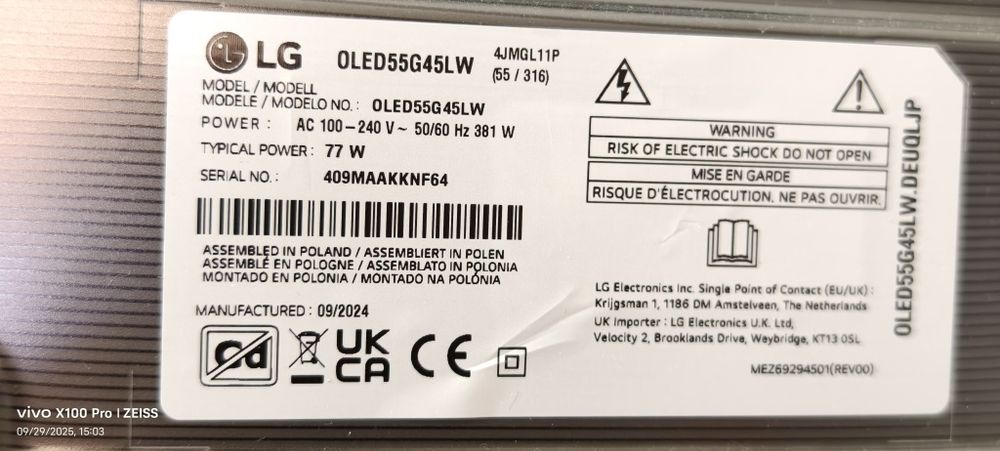 LG OLED55G45LW 4JMGL11P
(55 / 316)
MODEL / MODELL
MODELE / MODELO NO. : OLED55G45LW
POWER : AC 100-240 V~ 50/60 Hz 381 W
TYPICAL POWER : 77 W
SERIAL NO. : 409MAAKKNF64
ASSEMBLED IN POLAND / ASSEMBLIERT IN POLEN
ASSEMBLÉ EN POLOGNE / ASSEMBLATO IN POLONIA
MONTADO EN POLONIA / MONTADO NA POLÓNIA
MANUFACTURED : 09/2024
Cd
UK
CA
CE
WARNING
RISK OF ELECTRIC SHOCK DO NOT OPEN
MISE EN GARDE
RISQUE D'ÉLECTROCUTION, NE PAS OUVRIR.
LG Electronics Inc. Single Point of Contact (EU/UK) :
Krijgsman 1, 1186 DM Amstelveen, The Netherlands
UK Importer : LG Electronics U.K. Ltd,
Velocity 2, Brooklands Drive, Weybridge, KT13 0SL
MEZ69294501(REV00)
OLED55G45LW.DEUQLJP
vivo X100 Pro | ZEISS
09/29/2025, 15:03